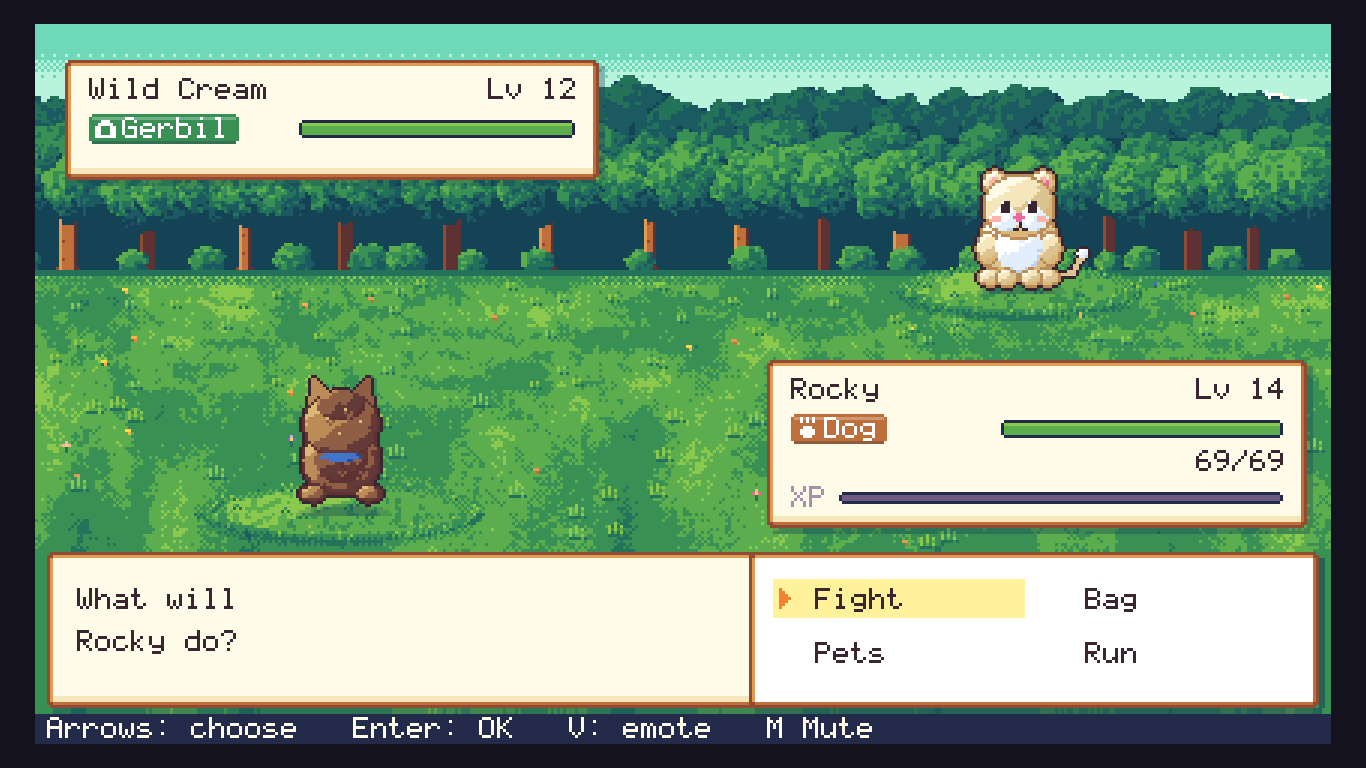 Wild Cream Lv 12
Gerbil
Rocky Lv 14
Dog
69/69
XP
What will
Rocky do?
Fight Bag
Pets Run
Arrows: choose Enter: OK V: emote M Mute